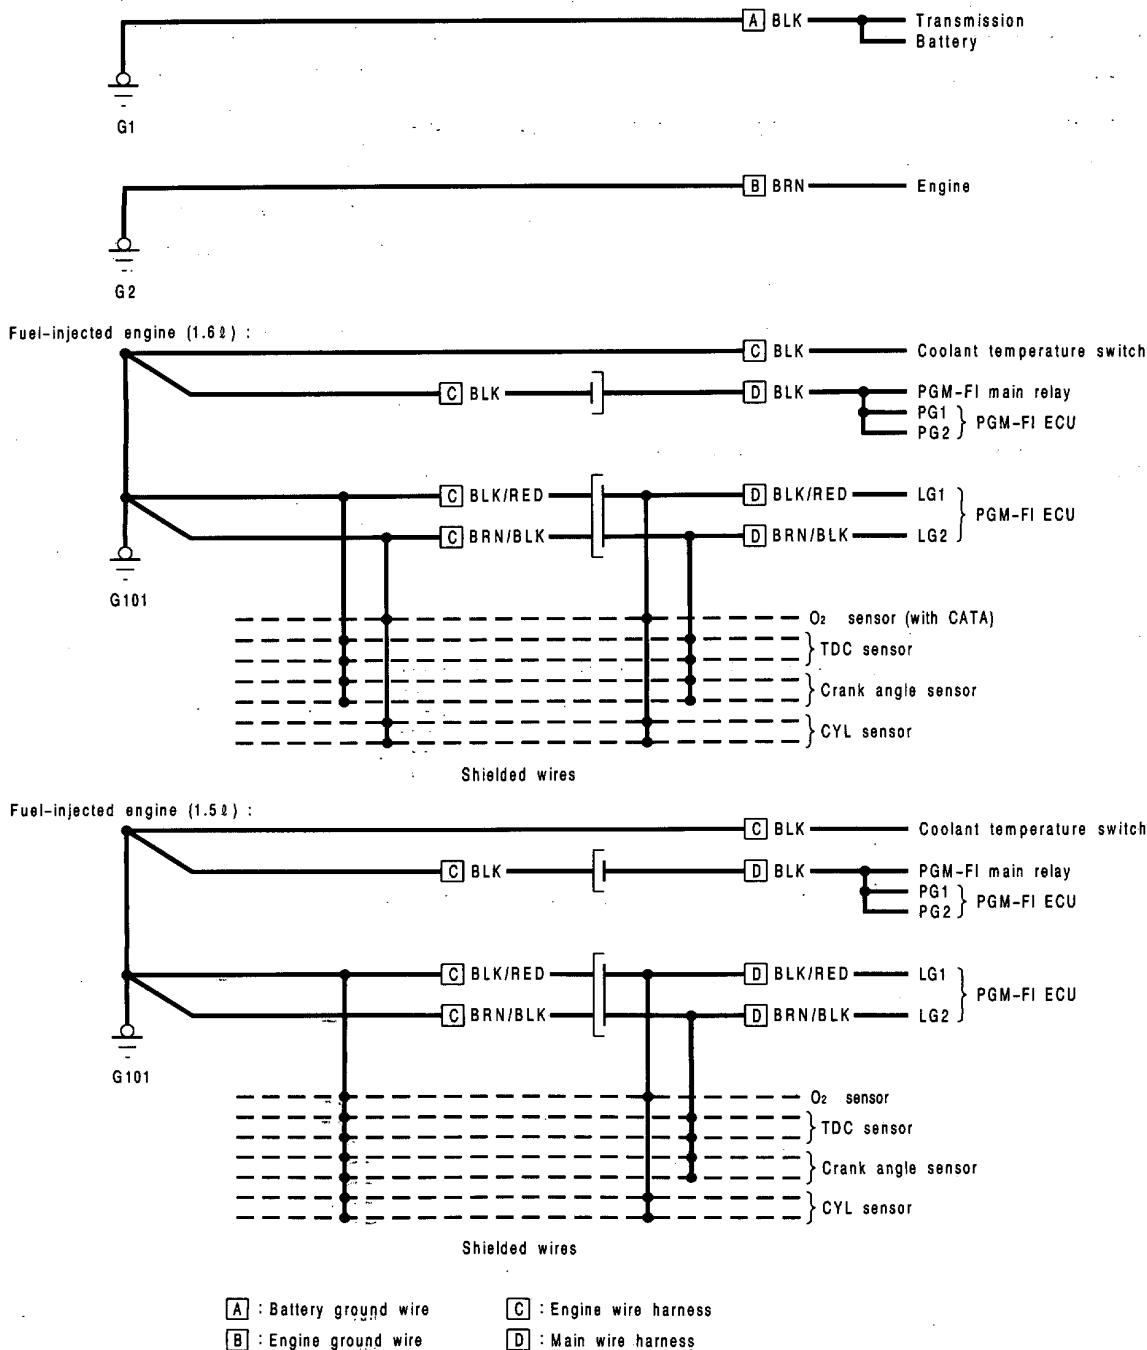 A BLK Transmission
Battery
G1
B BRN Engine
G2
Fuel-injected engine (1.6ℓ) :
C BLK Coolant temperature switch
C BLK D BLK PGM-FI main relay
PG1
PG2 } PGM-FI ECU
C BLK/RED D BLK/RED LG1
C BRN/BLK D BRN/BLK LG2 } PGM-FI ECU
G101
O2 sensor (with CATA)
TDC sensor
Crank angle sensor
CYL sensor
Shielded wires
Fuel-injected engine (1.5ℓ) :
C BLK Coolant temperature switch
C BLK D BLK PGM-FI main relay
PG1
PG2 } PGM-FI ECU
C BLK/RED D BLK/RED LG1
C BRN/BLK D BRN/BLK LG2 } PGM-FI ECU
G101
O2 sensor
TDC sensor
Crank angle sensor
CYL sensor
Shielded wires
A : Battery ground wire C : Engine wire harness
B : Engine ground wire D : Main wire harness